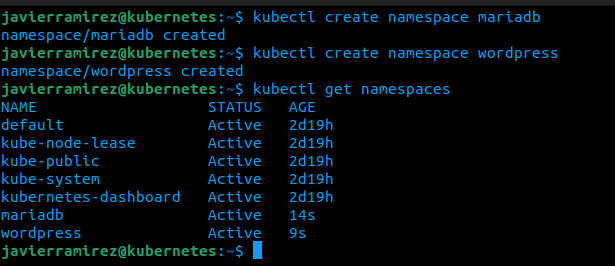 javierramirez@kubernetes:~$ kubectl create namespace mariadb
namespace/mariadb created
javierramirez@kubernetes:~$ kubectl create namespace wordpress
namespace/wordpress created
javierramirez@kubernetes:~$ kubectl get namespaces
NAME                   STATUS   AGE
default                Active   2d19h
kube-node-lease        Active   2d19h
kube-public            Active   2d19h
kube-system            Active   2d19h
kubernetes-dashboard   Active   2d19h
mariadb                Active   14s
wordpress              Active   9s
javierramirez@kubernetes:~$